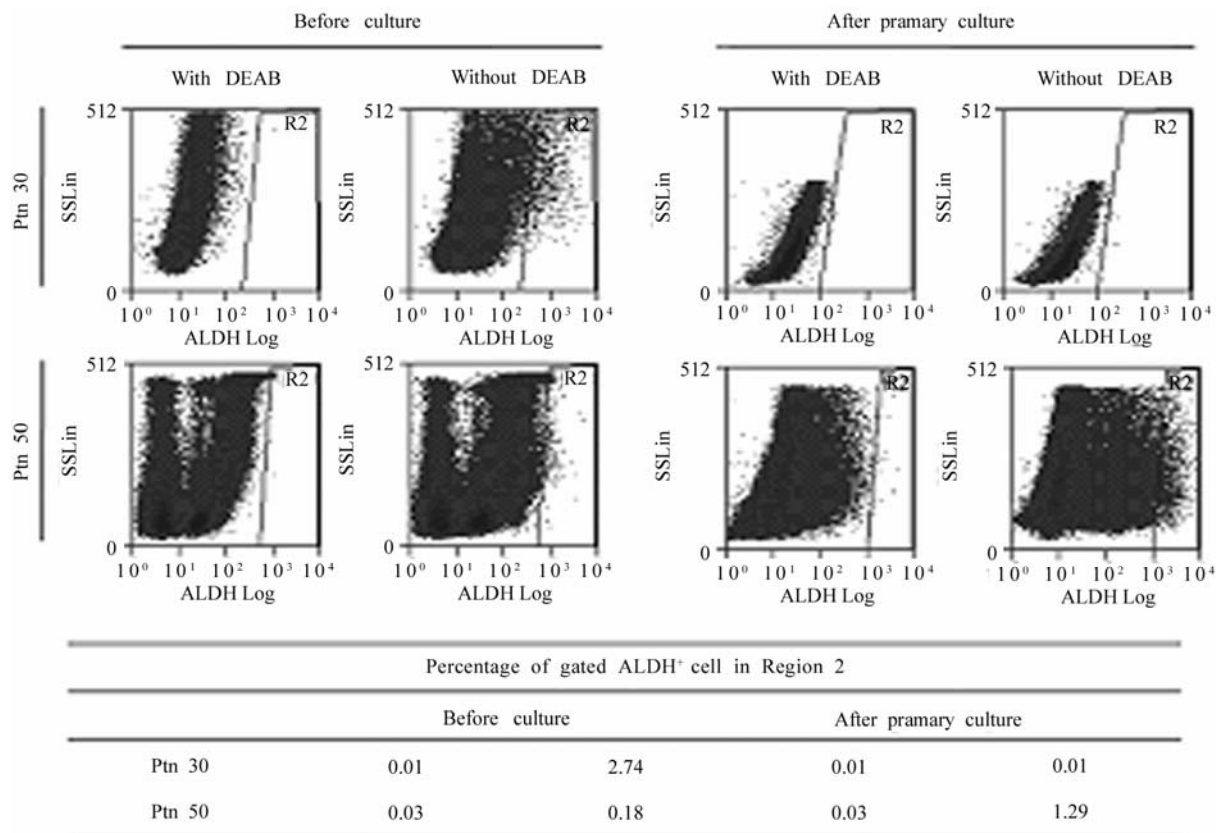 Before culture After pramary culture
With DEAB Without DEAB With DEAB Without DEAB
Ptn 30
512 R2 512 R2 512 R2 512 R2
SSLin SSLin SSLin SSLin
0 0 0 0
10⁰ 10¹ 10² 10³ 10⁴ 10⁰ 10¹ 10² 10³ 10⁴ 10⁰ 10¹ 10² 10³ 10⁴ 10⁰ 10¹ 10² 10³ 10⁴
ALDH Log ALDH Log ALDH Log ALDH Log
Ptn 50
512 R2 512 R2 512 R2 512 R2
SSLin SSLin SSLin SSLin
0 0 0 0
10⁰ 10¹ 10² 10³ 10⁴ 10⁰ 10¹ 10² 10³ 10⁴ 10⁰ 10¹ 10² 10³ 10⁴ 10⁰ 10¹ 10² 10³ 10⁴
ALDH Log ALDH Log ALDH Log ALDH Log
Percentage of gated ALDH⁺ cell in Region 2
Before culture After pramary culture
Ptn 30 0.01 2.74 0.01 0.01
Ptn 50 0.03 0.18 0.03 1.29